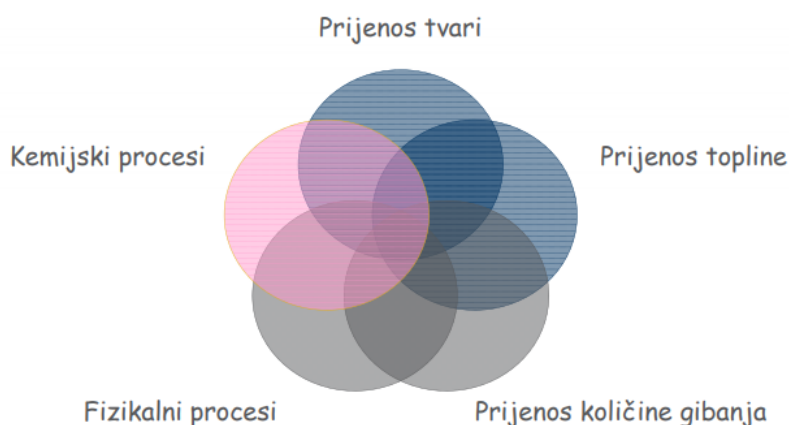 Prijenos tvari
Kemijski procesi
Prijenos topline
Fizikalni procesi
Prijenos količine gibanja